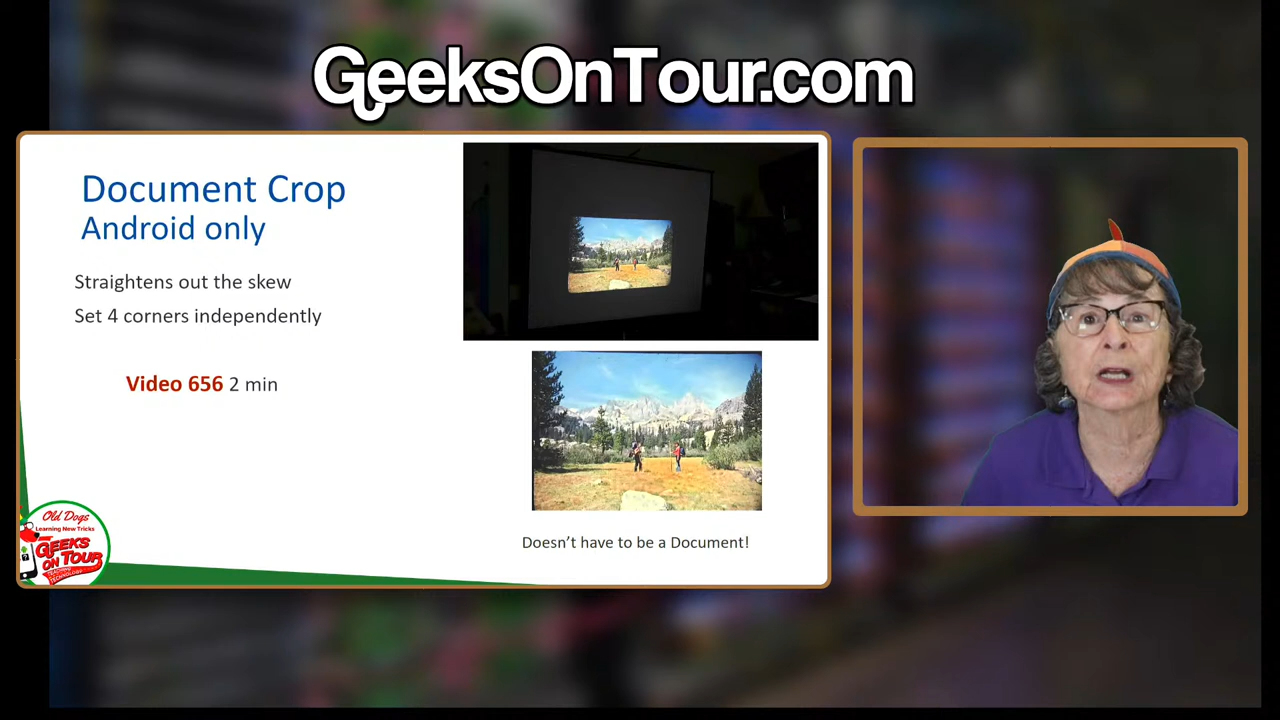 GeeksOnTour.com
Document Crop
Android only
Straightens out the skew
Set 4 corners independently
Video 656 2 min
Doesn't have to be a Document!
Old Dogs
Learning New Tricks
GEEKS
ON TOUR